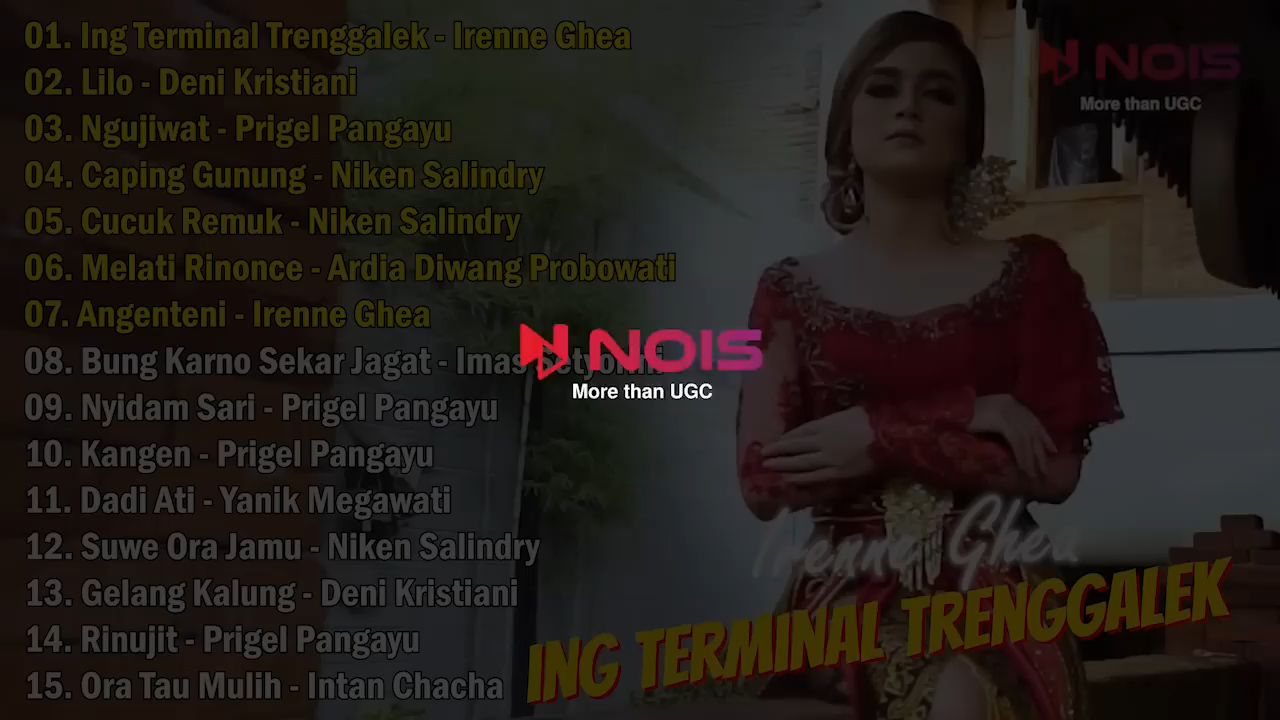 01. Ing Terminal Trenggalek - Irenne Ghea
02. Lilo - Deni Kristiani
03. Ngujiwat - Prigel Pangayu
04. Caping Gunung - Niken Salindry
05. Cucuk Remuk - Niken Salindry
06. Melati Rinonce - Ardia Diwang Probowati
07. Angenteni - Irenne Ghea
08. Bung Karno Sekar Jagat - Imas Setyorini
09. Nyidam Sari - Prigel Pangayu
10. Kangen - Prigel Pangayu
11. Dadi Ati - Yanik Megawati
12. Suwe Ora Jamu - Niken Salindry
13. Gelang Kalung - Deni Kristiani
14. Rinujit - Prigel Pangayu
15. Ora Tau Mulih - Intan Chacha
NOIS
More than UGC
NOIS
More than UGC
Irenne Ghea
ING TERMINAL TRENGGALEK